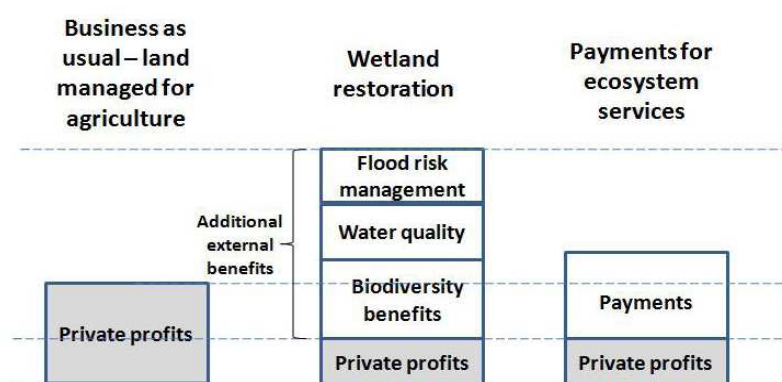 Business as
usual – land
managed for
agriculture
Wetland
restoration
Payments for
ecosystem
services
Flood risk
management
Additional
external
benefits
Water quality
Biodiversity
benefits
Payments
Private profits
Private profits
Private profits